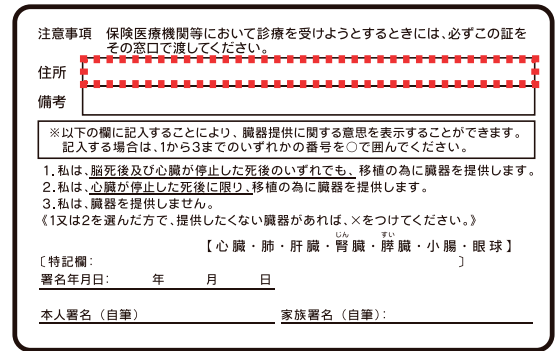 注意事項　保険医療機関等において診療を受けようとするときには、必ずこの証を
その窓口で渡してください。
住所
備考
※以下の欄に記入することにより、臓器提供に関する意思を表示することができます。
記入する場合は、1から3までのいずれかの番号を○で囲んでください。
1.私は、脳死後及び心臓が停止した死後のいずれでも、移植の為に臓器を提供します。
2.私は、心臓が停止した死後に限り、移植の為に臓器を提供します。
3.私は、臓器を提供しません。
《1又は2を選んだ方で、提供したくない臓器があれば、×をつけてください。》
じん　すい
【心臓・肺・肝臓・腎臓・膵臓・小腸・眼球】
〔特記欄：　〕
署名年月日：　年　月　日
本人署名（自筆）　家族署名（自筆）：